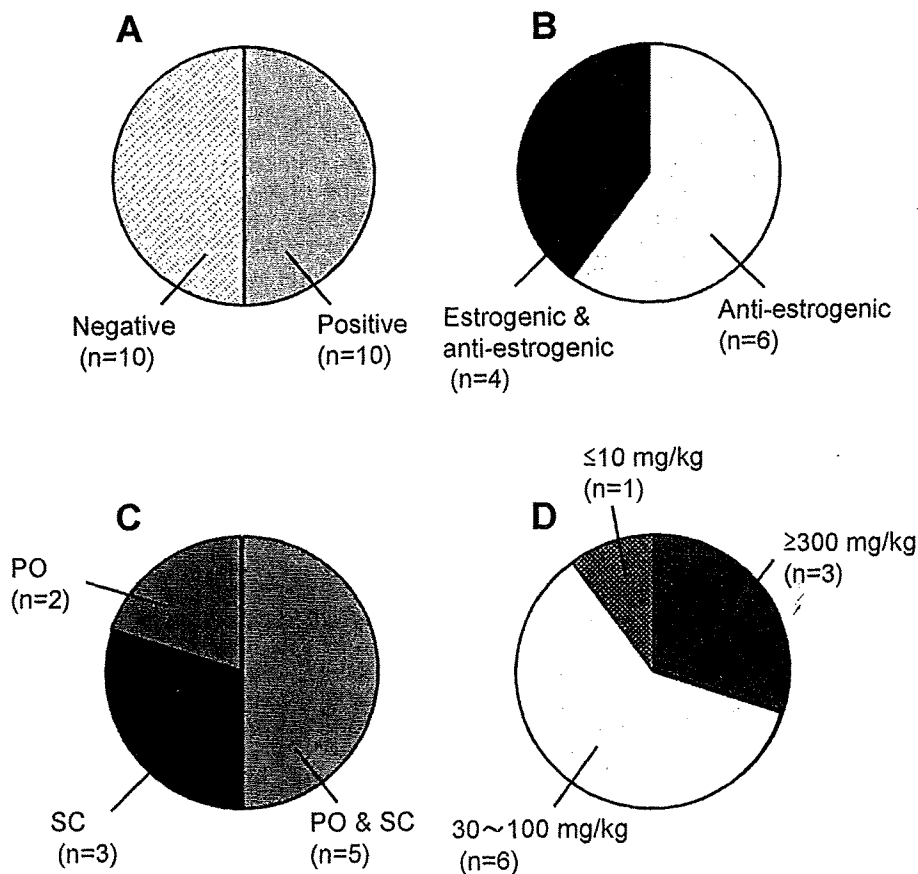 A
Negative
(n=10)
Positive
(n=10)
B
Estrogenic &
anti-estrogenic
(n=4)
Anti-estrogenic
(n=6)
C
PO
(n=2)
SC
(n=3)
PO & SC
(n=5)
D
≤10 mg/kg
(n=1)
≥300 mg/kg
(n=3)
30～100 mg/kg
(n=6)